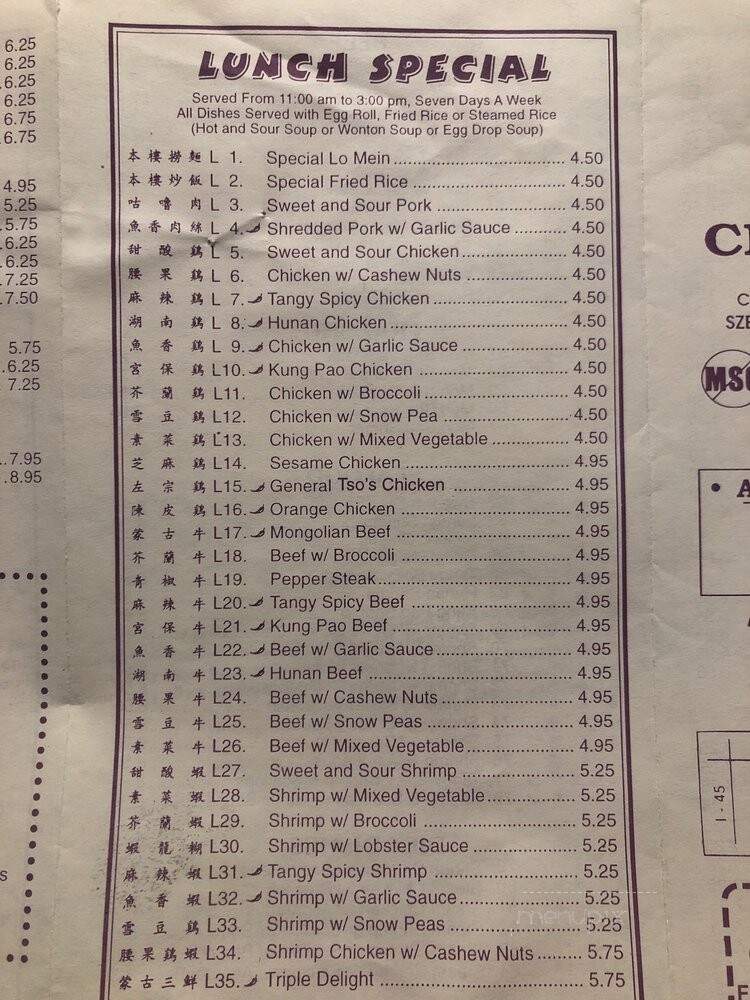 6.25
6.25
6.25
6.25
6.75
6.75
4.95
5.25
5.75
6.25
6.25
7.25
7.50
5.75
6.25
7.25
7.95
8.95
LUNCH SPECIAL
Served From 11:00 am to 3:00 pm, Seven Days A Week
All Dishes Served with Egg Roll, Fried Rice or Steamed Rice
(Hot and Sour Soup or Wonton Soup or Egg Drop Soup)
本樓撈麵 L 1. Special Lo Mein 4.50
本樓炒飯 L 2. Special Fried Rice 4.50
咕嚕肉 L 3. Sweet and Sour Pork 4.50
魚香肉絲 L 4. Shredded Pork w/ Garlic Sauce 4.50
甜酸鷄 L 5. Sweet and Sour Chicken 4.50
腰果鷄 L 6. Chicken w/ Cashew Nuts 4.50
麻辣鷄 L 7. Tangy Spicy Chicken 4.50
湖南鷄 L 8. Hunan Chicken 4.50
魚香鷄 L 9. Chicken w/ Garlic Sauce 4.50
宮保鷄 L10. Kung Pao Chicken 4.50
芥蘭鷄 L11. Chicken w/ Broccoli 4.50
雪豆鷄 L12. Chicken w/ Snow Pea 4.50
素菜鷄 L13. Chicken w/ Mixed Vegetable 4.50
芝麻鷄 L14. Sesame Chicken 4.95
左宗鷄 L15. General Tso's Chicken 4.95
陳皮鷄 L16. Orange Chicken 4.95
蒙古牛 L17. Mongolian Beef 4.95
芥蘭牛 L18. Beef w/ Broccoli 4.95
青椒牛 L19. Pepper Steak 4.95
麻辣牛 L20. Tangy Spicy Beef 4.95
宮保牛 L21. Kung Pao Beef 4.95
魚香牛 L22. Beef w/ Garlic Sauce 4.95
湖南牛 L23. Hunan Beef 4.95
腰果牛 L24. Beef w/ Cashew Nuts 4.95
雪豆牛 L25. Beef w/ Snow Peas 4.95
素菜牛 L26. Beef w/ Mixed Vegetable 4.95
甜酸蝦 L27. Sweet and Sour Shrimp 5.25
素菜蝦 L28. Shrimp w/ Mixed Vegetable 5.25
芥蘭蝦 L29. Shrimp w/ Broccoli 5.25
蝦龍糊 L30. Shrimp w/ Lobster Sauce 5.25
麻辣蝦 L31. Tangy Spicy Shrimp 5.25
魚香蝦 L32. Shrimp w/ Garlic Sauce 5.25
雪豆鷄 L33. Shrimp w/ Snow Peas 5.25
腰果鷄蝦 L34. Shrimp Chicken w/ Cashew Nuts 5.75
蒙古三鮮 L35. Triple Delight 5.75
SZE
MSG
I - 45